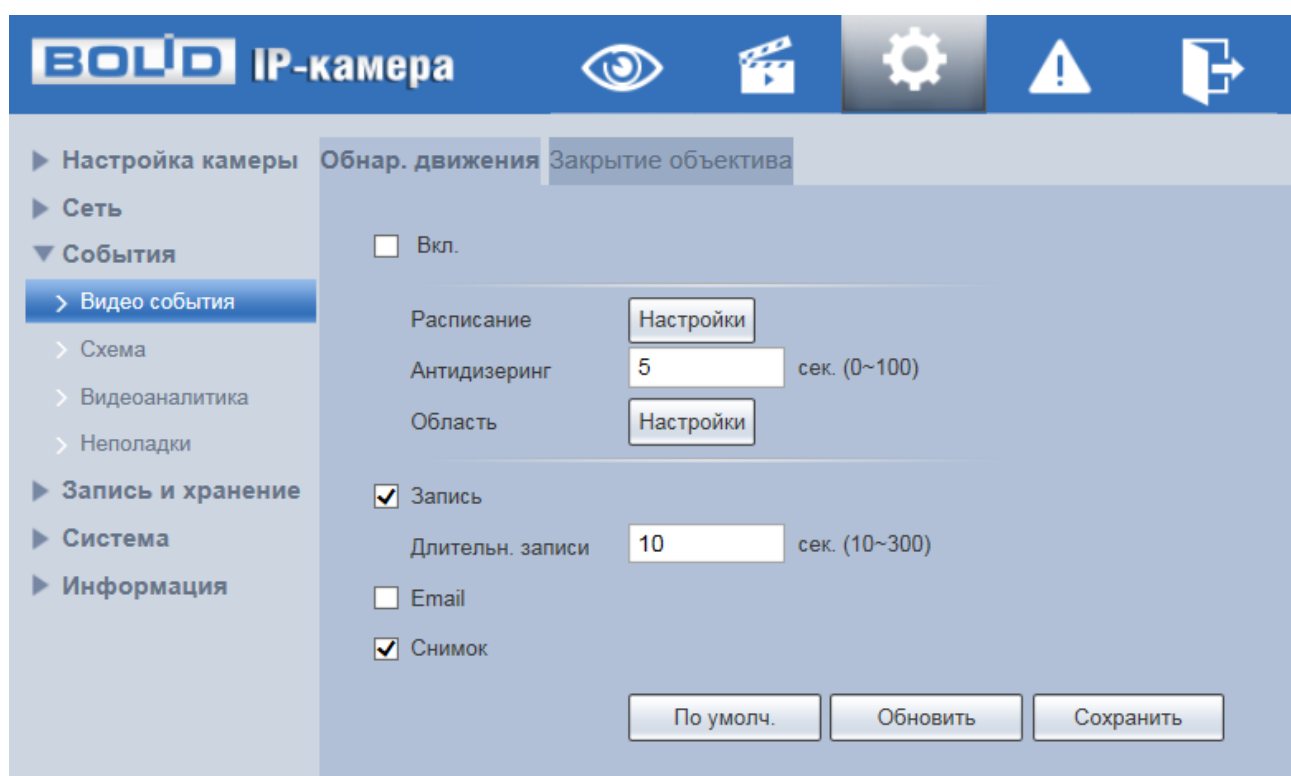 BOLID IP-камера
Настройка камеры
Сеть
События
Видео события
Схема
Видеоаналитика
Неполадки
Запись и хранение
Система
Информация
Обнар. движения Закрытие объектива
Вкл.
Расписание Настройки
Антидизеринг 5 сек. (0~100)
Область Настройки
Запись
Длительн. записи 10 сек. (10~300)
Email
Снимок
По умолч. Обновить Сохранить